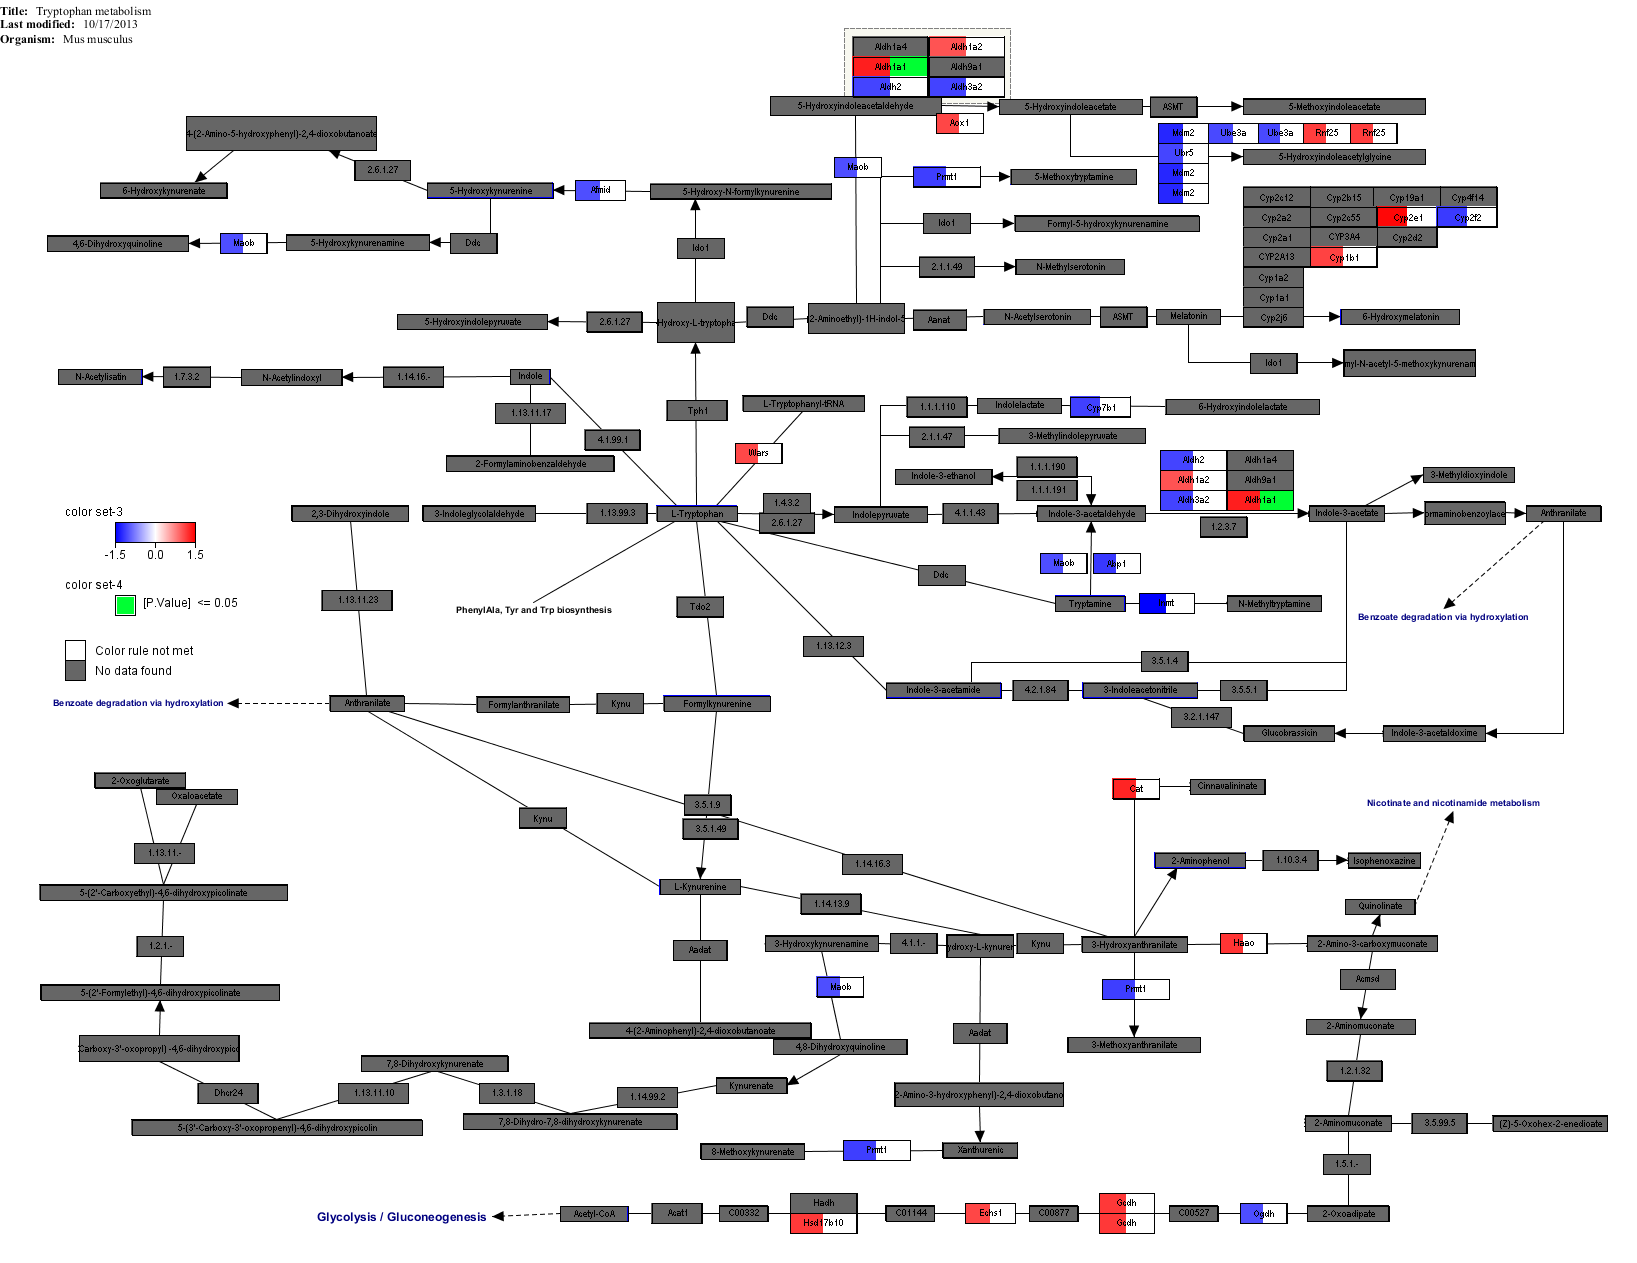 Title: Tryptophan metabolism
Last modified: 10/17/2013
Organism: Mus musculus
Aldh1a4
Aldh1a2
Aldh1a1
Aldh9a1
Aldh2
Aldh3a2
5-Hydroxyindoleacetaldehyde
5-Hydroxyindoleacetate
ASMT
5-Methoxyindoleacetate
Aox1
4-(2-Amino-5-hydroxyphenyl)-2,4-dioxobutanoate
Mdm2
Ube3a
Ube3a
Rnf25
Rnf25
Ubr5
5-Hydroxyindoleacetylglycine
Mdm2
Mdm2
2.6.1.27
Maob
Prmt1
5-Methoxytryptamine
6-Hydroxykynurenate
5-Hydroxykynurenine
Afmid
5-Hydroxy-N-formylkynurenine
Cyp2c12
Cyp2b15
Cyp19a1
Cyp4f14
Cyp2a2
Cyp2c55
Cyp2e1
Cyp2f2
Ido1
Formyl-5-hydroxykynurenamine
Cyp2a1
CYP3A4
Cyp2d2
4,6-Dihydroxyquinoline
Maob
5-Hydroxykynurenamine
Ddc
Ido1
CYP2A13
Cyp1b1
2.1.1.49
N-Methylserotonin
Cyp1a2
Cyp1a1
5-Hydroxyindolepyruvate
2.6.1.27
Hydroxy-L-tryptopha
Ddc
(2-Aminoethyl)-1H-indol-5
Aanat
N-Acetylserotonin
ASMT
Melatonin
Cyp2j6
6-Hydroxymelatonin
Ido1
myl-N-acetyl-5-methoxykynurenam
N-Acetylisatin
1.7.3.2
N-Acetylindoxyl
1.14.16.-
Indole
1.13.11.17
Tph1
L-Tryptophanyl-tRNA
1.1.1.110
Indolelactate
Cyp7b1
6-Hydroxyindolelactate
4.1.99.1
2.1.1.47
3-Methylindolepyruvate
2-Formylaminobenzaldehyde
Wars
Aldh2
Aldh1a4
Indole-3-ethanol
1.1.1.190
Aldh1a2
Aldh9a1
3-Methyldioxyindole
1.1.1.191
Aldh3a2
Aldh1a1
color set-3
-1.5 0.0 1.5
2,3-Dihydroxyindole
3-Indoleglycolaldehyde
1.13.99.3
L-Tryptophan
1.4.3.2
2.6.1.27
Indolepyruvate
4.1.1.43
Indole-3-acetaldehyde
1.2.3.7
Indole-3-acetate
ormaminobenzoylace
Anthranilate
Maob
Abp1
color set-4
[P.Value] <= 0.05
Ddc
1.13.11.23
PhenylAla, Tyr and Trp biosynthesis
Tdo2
Tryptamine
N-Methyltryptamine
Benzoate degradation via hydroxylation
Color rule not met
No data found
1.13.12.3
3.5.1.4
Indole-3-acetamide
4.2.1.84
3-Indoleacetonitrile
3.5.5.1
Benzoate degradation via hydroxylation
Anthranilate
Formylanthranilate
Kynu
Formylkynurenine
3.2.1.147
Glucobrassicin
Indole-3-acetaldoxime
2-Oxoglutarate
Oxaloacetate
Cat
Cinnavalininate
3.5.1.9
Nicotinate and nicotinamide metabolism
Kynu
3.5.1.49
1.13.11.-
1.14.16.3
2-Aminophenol
1.10.3.4
Isophenoxazine
5-(2'-Carboxyethyl)-4,6-dihydroxypicolinate
L-Kynurenine
1.14.13.9
Quinolinate
1.2.1.-
Aadat
3-Hydroxykynurenamine
4.1.1.-
ydroxy-L-kynuren
Kynu
3-Hydroxyanthranilate
Haao
2-Amino-3-carboxymuconate
5-(2'-Formylethyl)-4,6-dihydroxypicolinate
Maob
Prmt1
Acmsd
4-(2-Aminophenyl)-2,4-dioxobutanoate
Aadat
2-Aminomuconate
Carboxy-3'-oxopropyl)-4,6-dihydroxypico
4,8-Dihydroxyquinoline
3-Methoxyanthranilate
7,8-Dihydroxykynurenate
1.2.1.32
Dhcr24
1.13.11.10
1.3.1.18
1.14.99.2
Kynurenate
2-Amino-3-hydroxyphenyl)-2,4-dioxobutano
5-(3'-Carboxy-3'-oxopropenyl)-4,6-dihydroxypicolin
7,8-Dihydro-7,8-dihydroxykynurenate
2-Aminomuconate
3.5.99.5
(Z)-5-Oxohex-2-enedioate
8-Methoxykynurenate
Prmt1
Xanthurenic
1.5.1.-
Glycolysis / Gluconeogenesis
Acetyl-CoA
Acat1
C00332
Hadh
Hsd17b10
C01144
Echs1
C00877
Gcdh
Gcdh
C00527
Ogdh
2-Oxoadipate